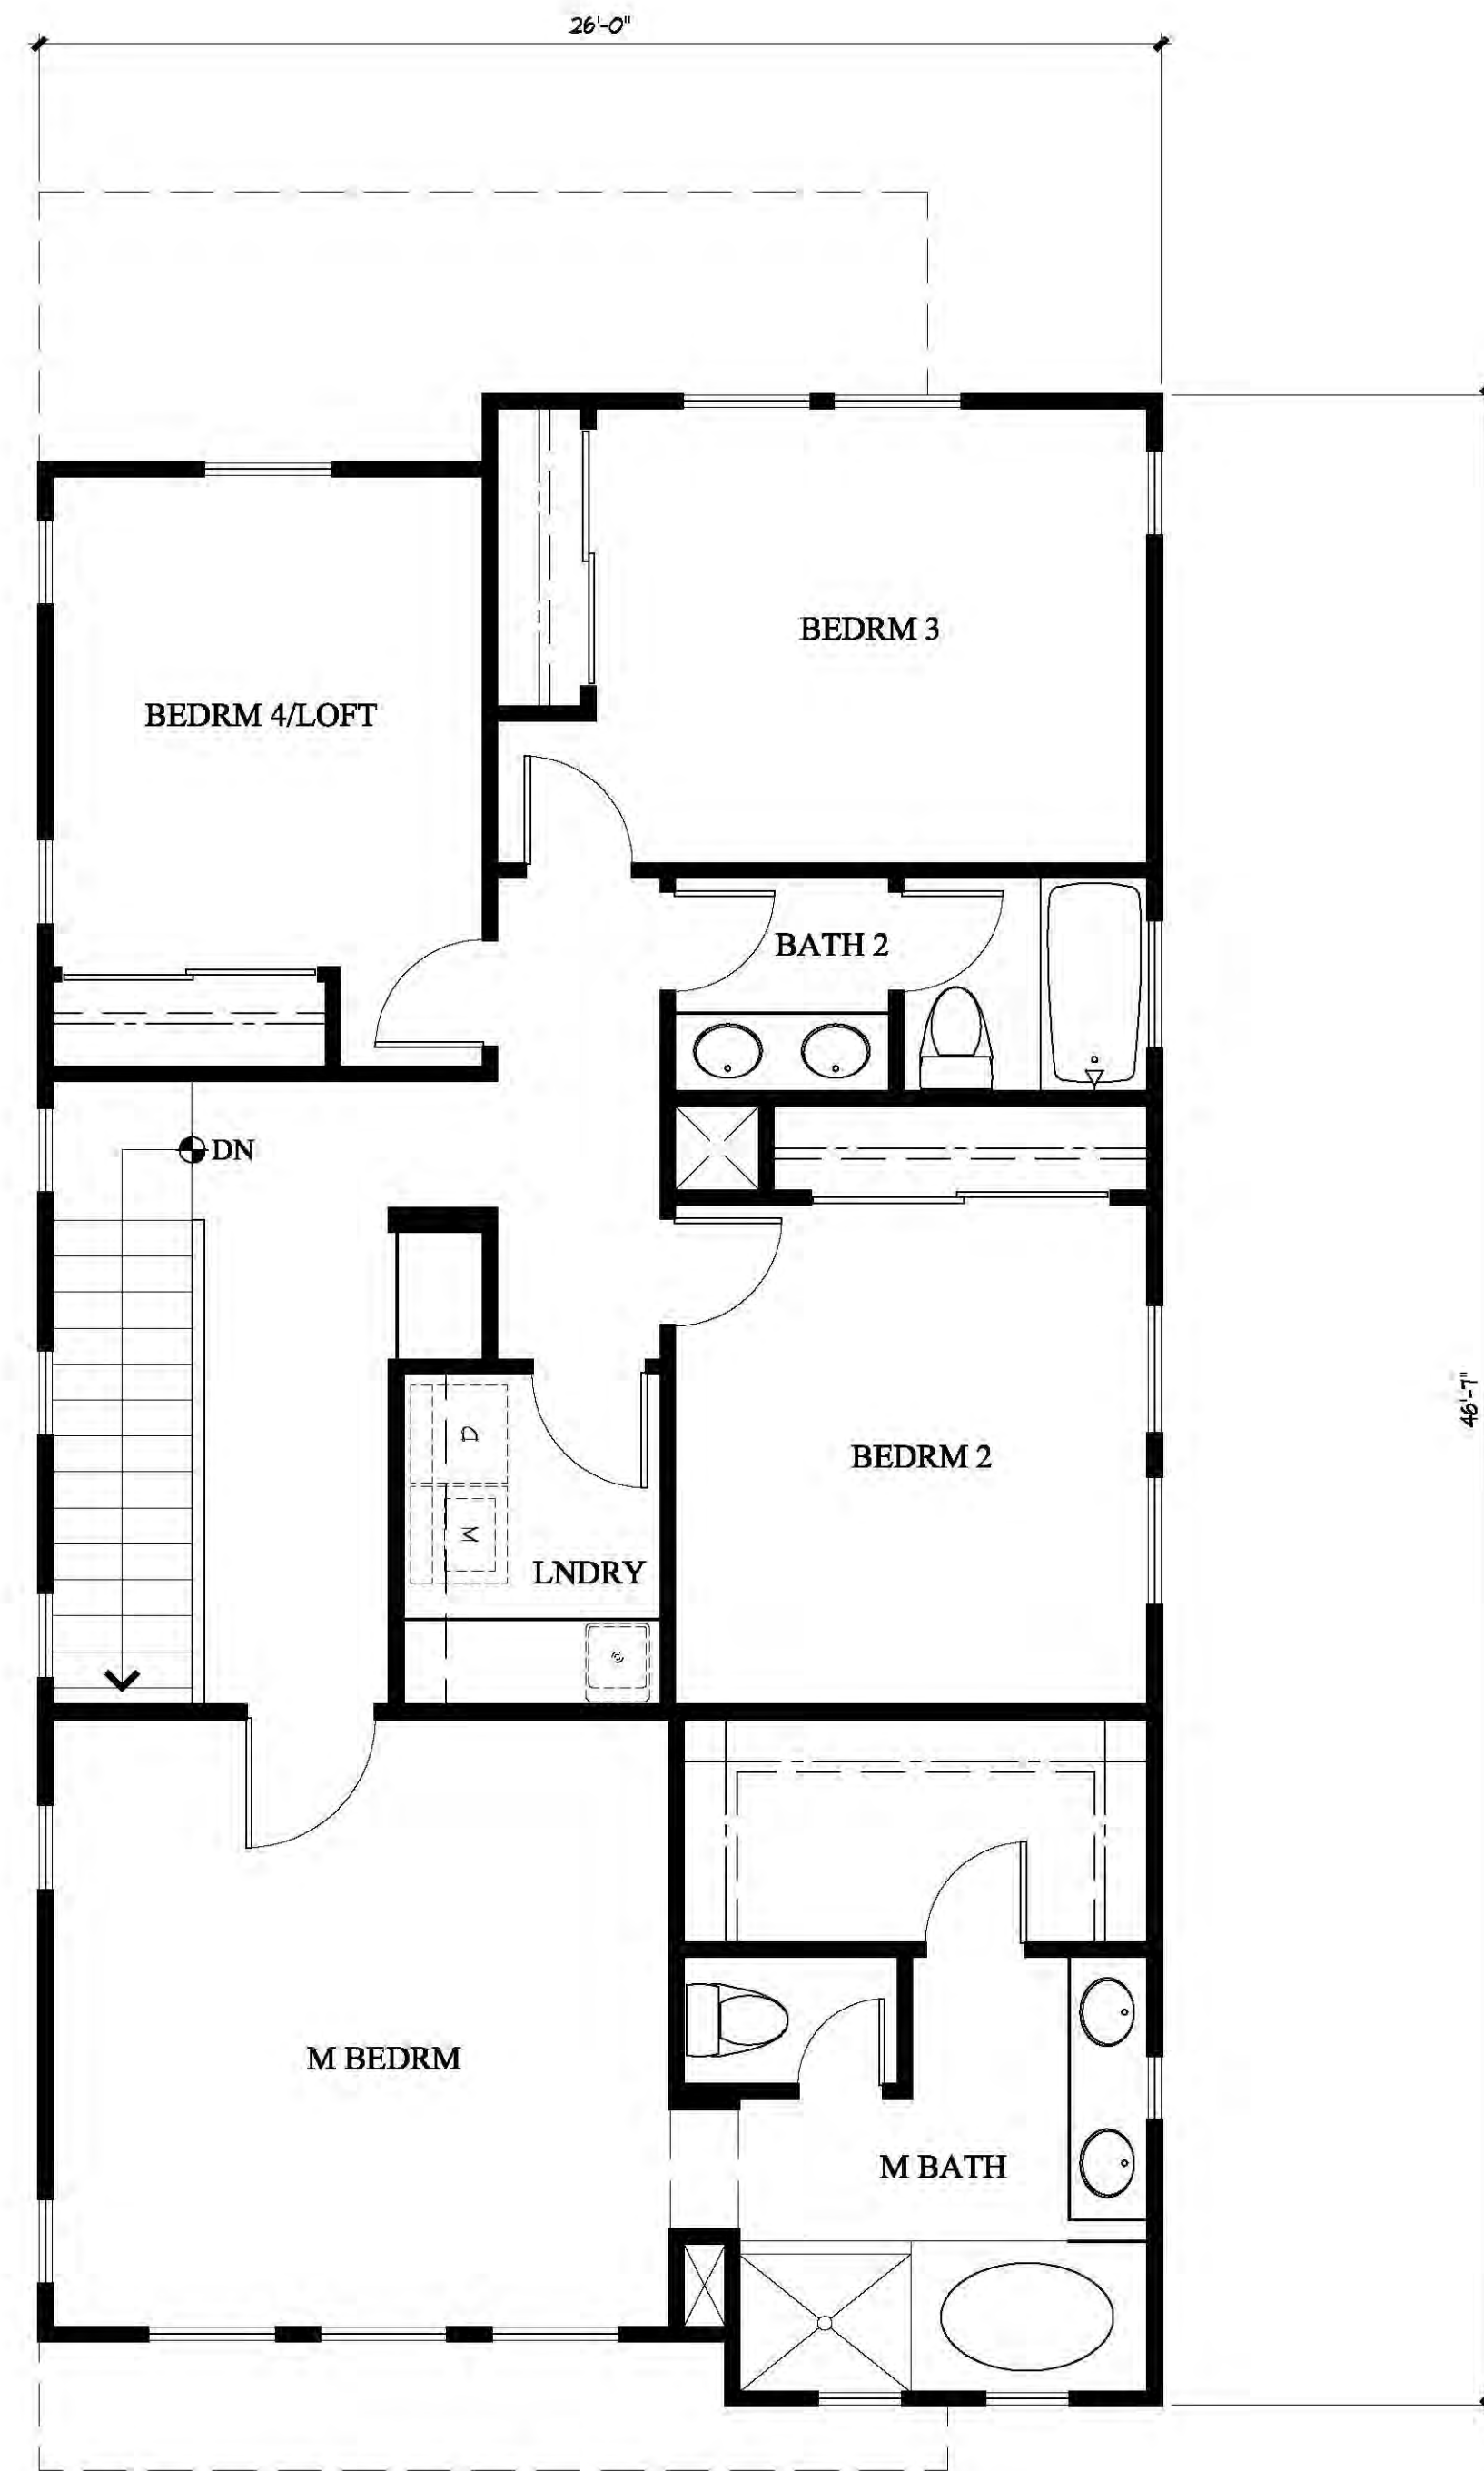 26'-0"
BEDRM 3
BEDRM 4/LOFT
BATH 2
DN
46'-7"
D
BEDRM 2
W
LNDRY
M BEDRM
M BATH